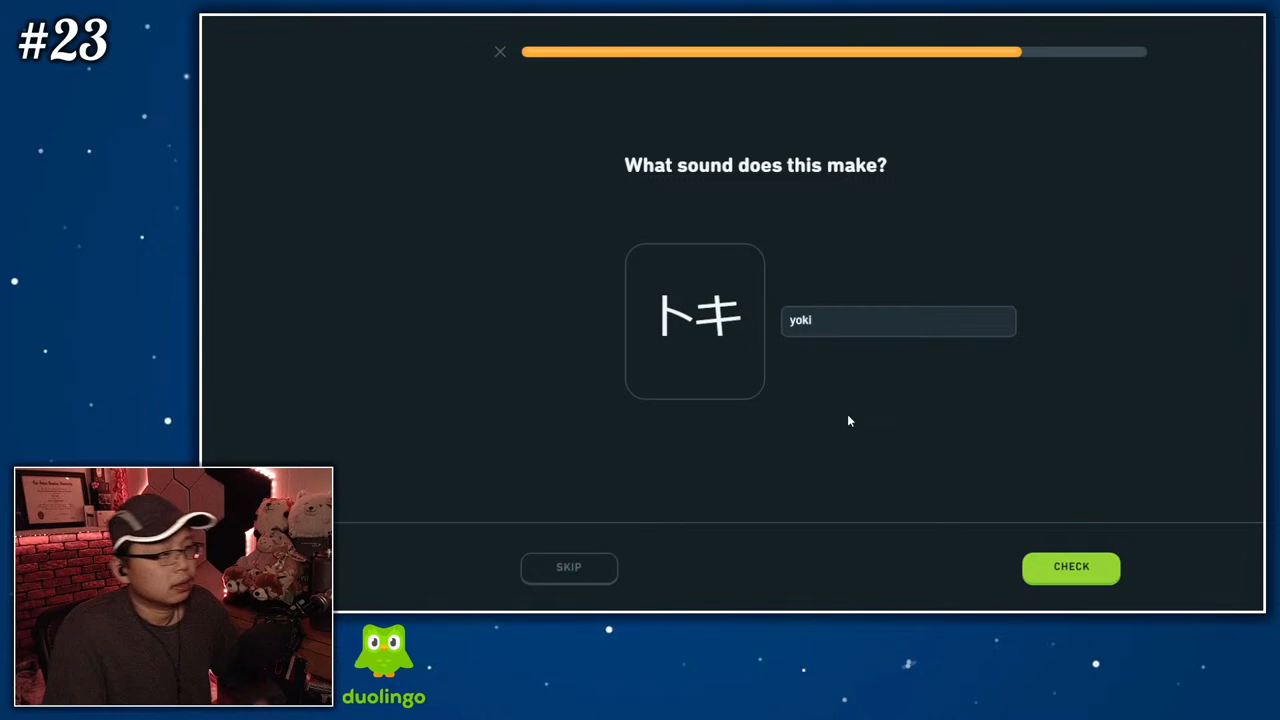 #23
What sound does this make?
トキ
yoki
SKIP
CHECK
duolingo